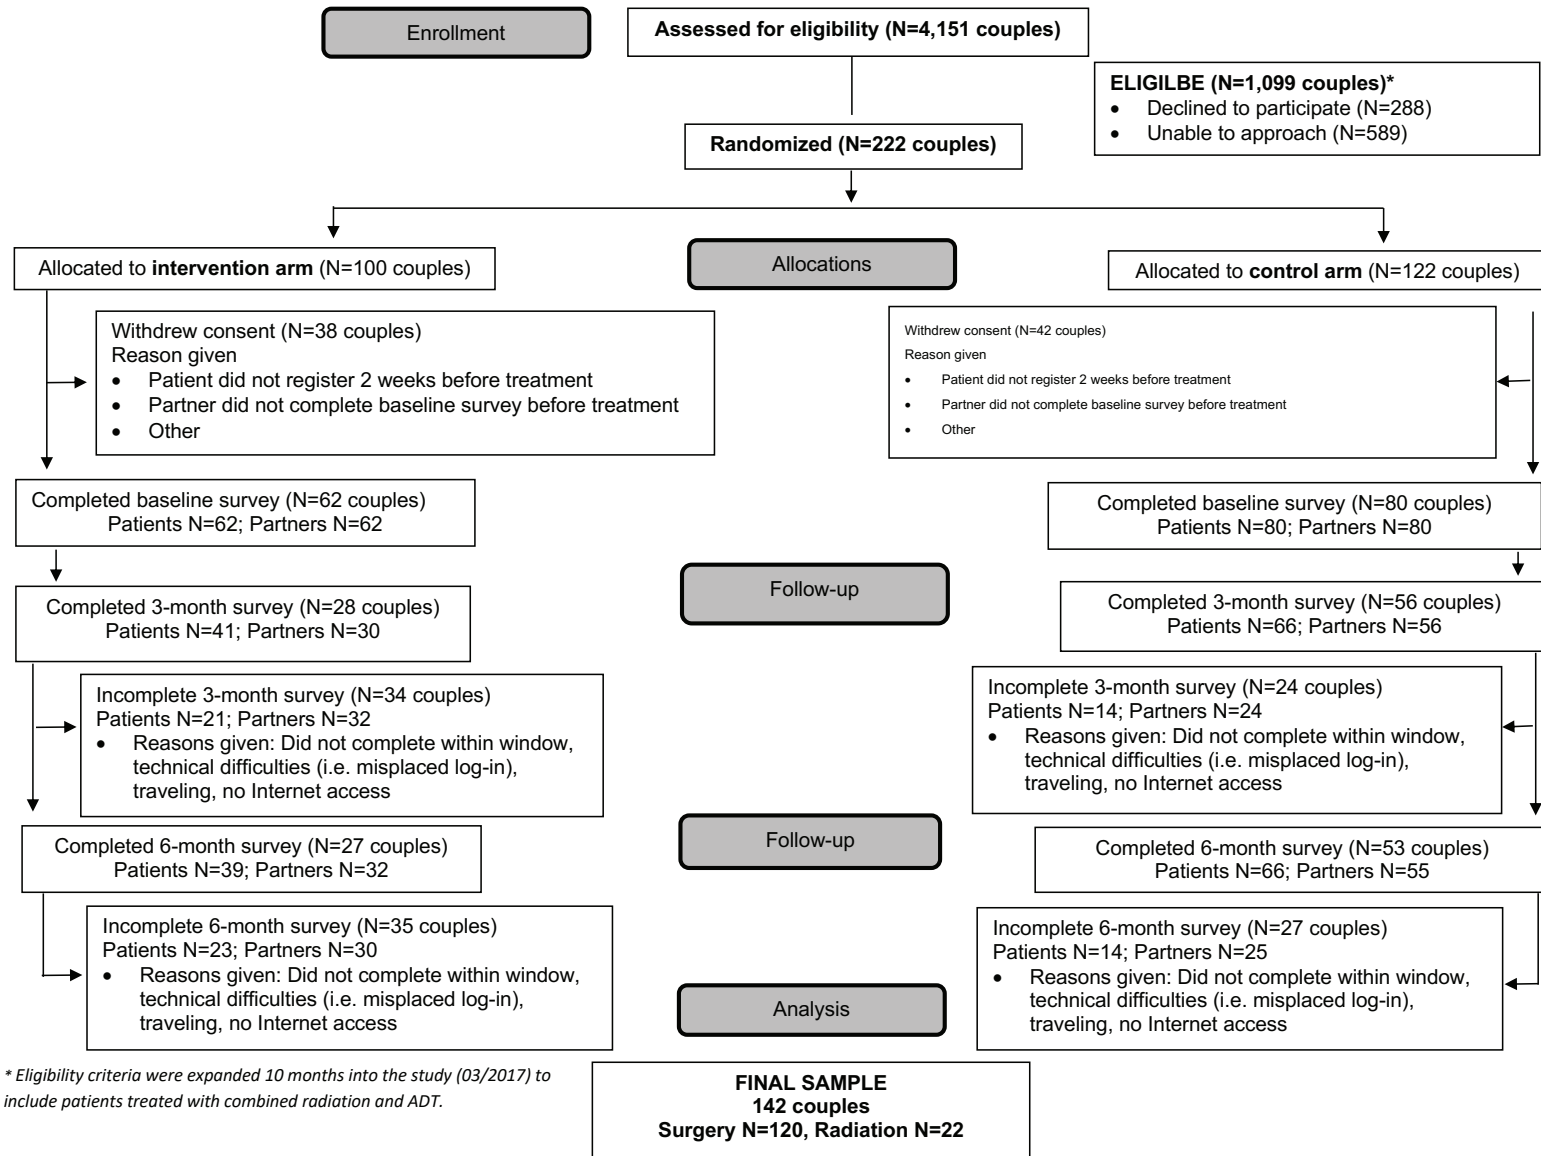 Enrollment
Assessed for eligibility (N=4,151 couples)
ELIGILBE (N=1,099 couples)*
• Declined to participate (N=288)
• Unable to approach (N=589)
Randomized (N=222 couples)
Allocations
Allocated to intervention arm (N=100 couples)
Allocated to control arm (N=122 couples)
Withdrew consent (N=38 couples)
Reason given
• Patient did not register 2 weeks before treatment
• Partner did not complete baseline survey before treatment
• Other
Withdrew consent (N=42 couples)
Reason given
• Patient did not register 2 weeks before treatment
• Partner did not complete baseline survey before treatment
• Other
Completed baseline survey (N=62 couples)
Patients N=62; Partners N=62
Completed baseline survey (N=80 couples)
Patients N=80; Partners N=80
Follow-up
Completed 3-month survey (N=28 couples)
Patients N=41; Partners N=30
Completed 3-month survey (N=56 couples)
Patients N=66; Partners N=56
Incomplete 3-month survey (N=34 couples)
Patients N=21; Partners N=32
• Reasons given: Did not complete within window,
technical difficulties (i.e. misplaced log-in),
traveling, no Internet access
Incomplete 3-month survey (N=24 couples)
Patients N=14; Partners N=24
• Reasons given: Did not complete within window,
technical difficulties (i.e. misplaced log-in),
traveling, no Internet access
Follow-up
Completed 6-month survey (N=27 couples)
Patients N=39; Partners N=32
Completed 6-month survey (N=53 couples)
Patients N=66; Partners N=55
Incomplete 6-month survey (N=35 couples)
Patients N=23; Partners N=30
• Reasons given: Did not complete within window,
technical difficulties (i.e. misplaced log-in),
traveling, no Internet access
Incomplete 6-month survey (N=27 couples)
Patients N=14; Partners N=25
• Reasons given: Did not complete within window,
technical difficulties (i.e. misplaced log-in),
traveling, no Internet access
Analysis
* Eligibility criteria were expanded 10 months into the study (03/2017) to
include patients treated with combined radiation and ADT.
FINAL SAMPLE
142 couples
Surgery N=120, Radiation N=22